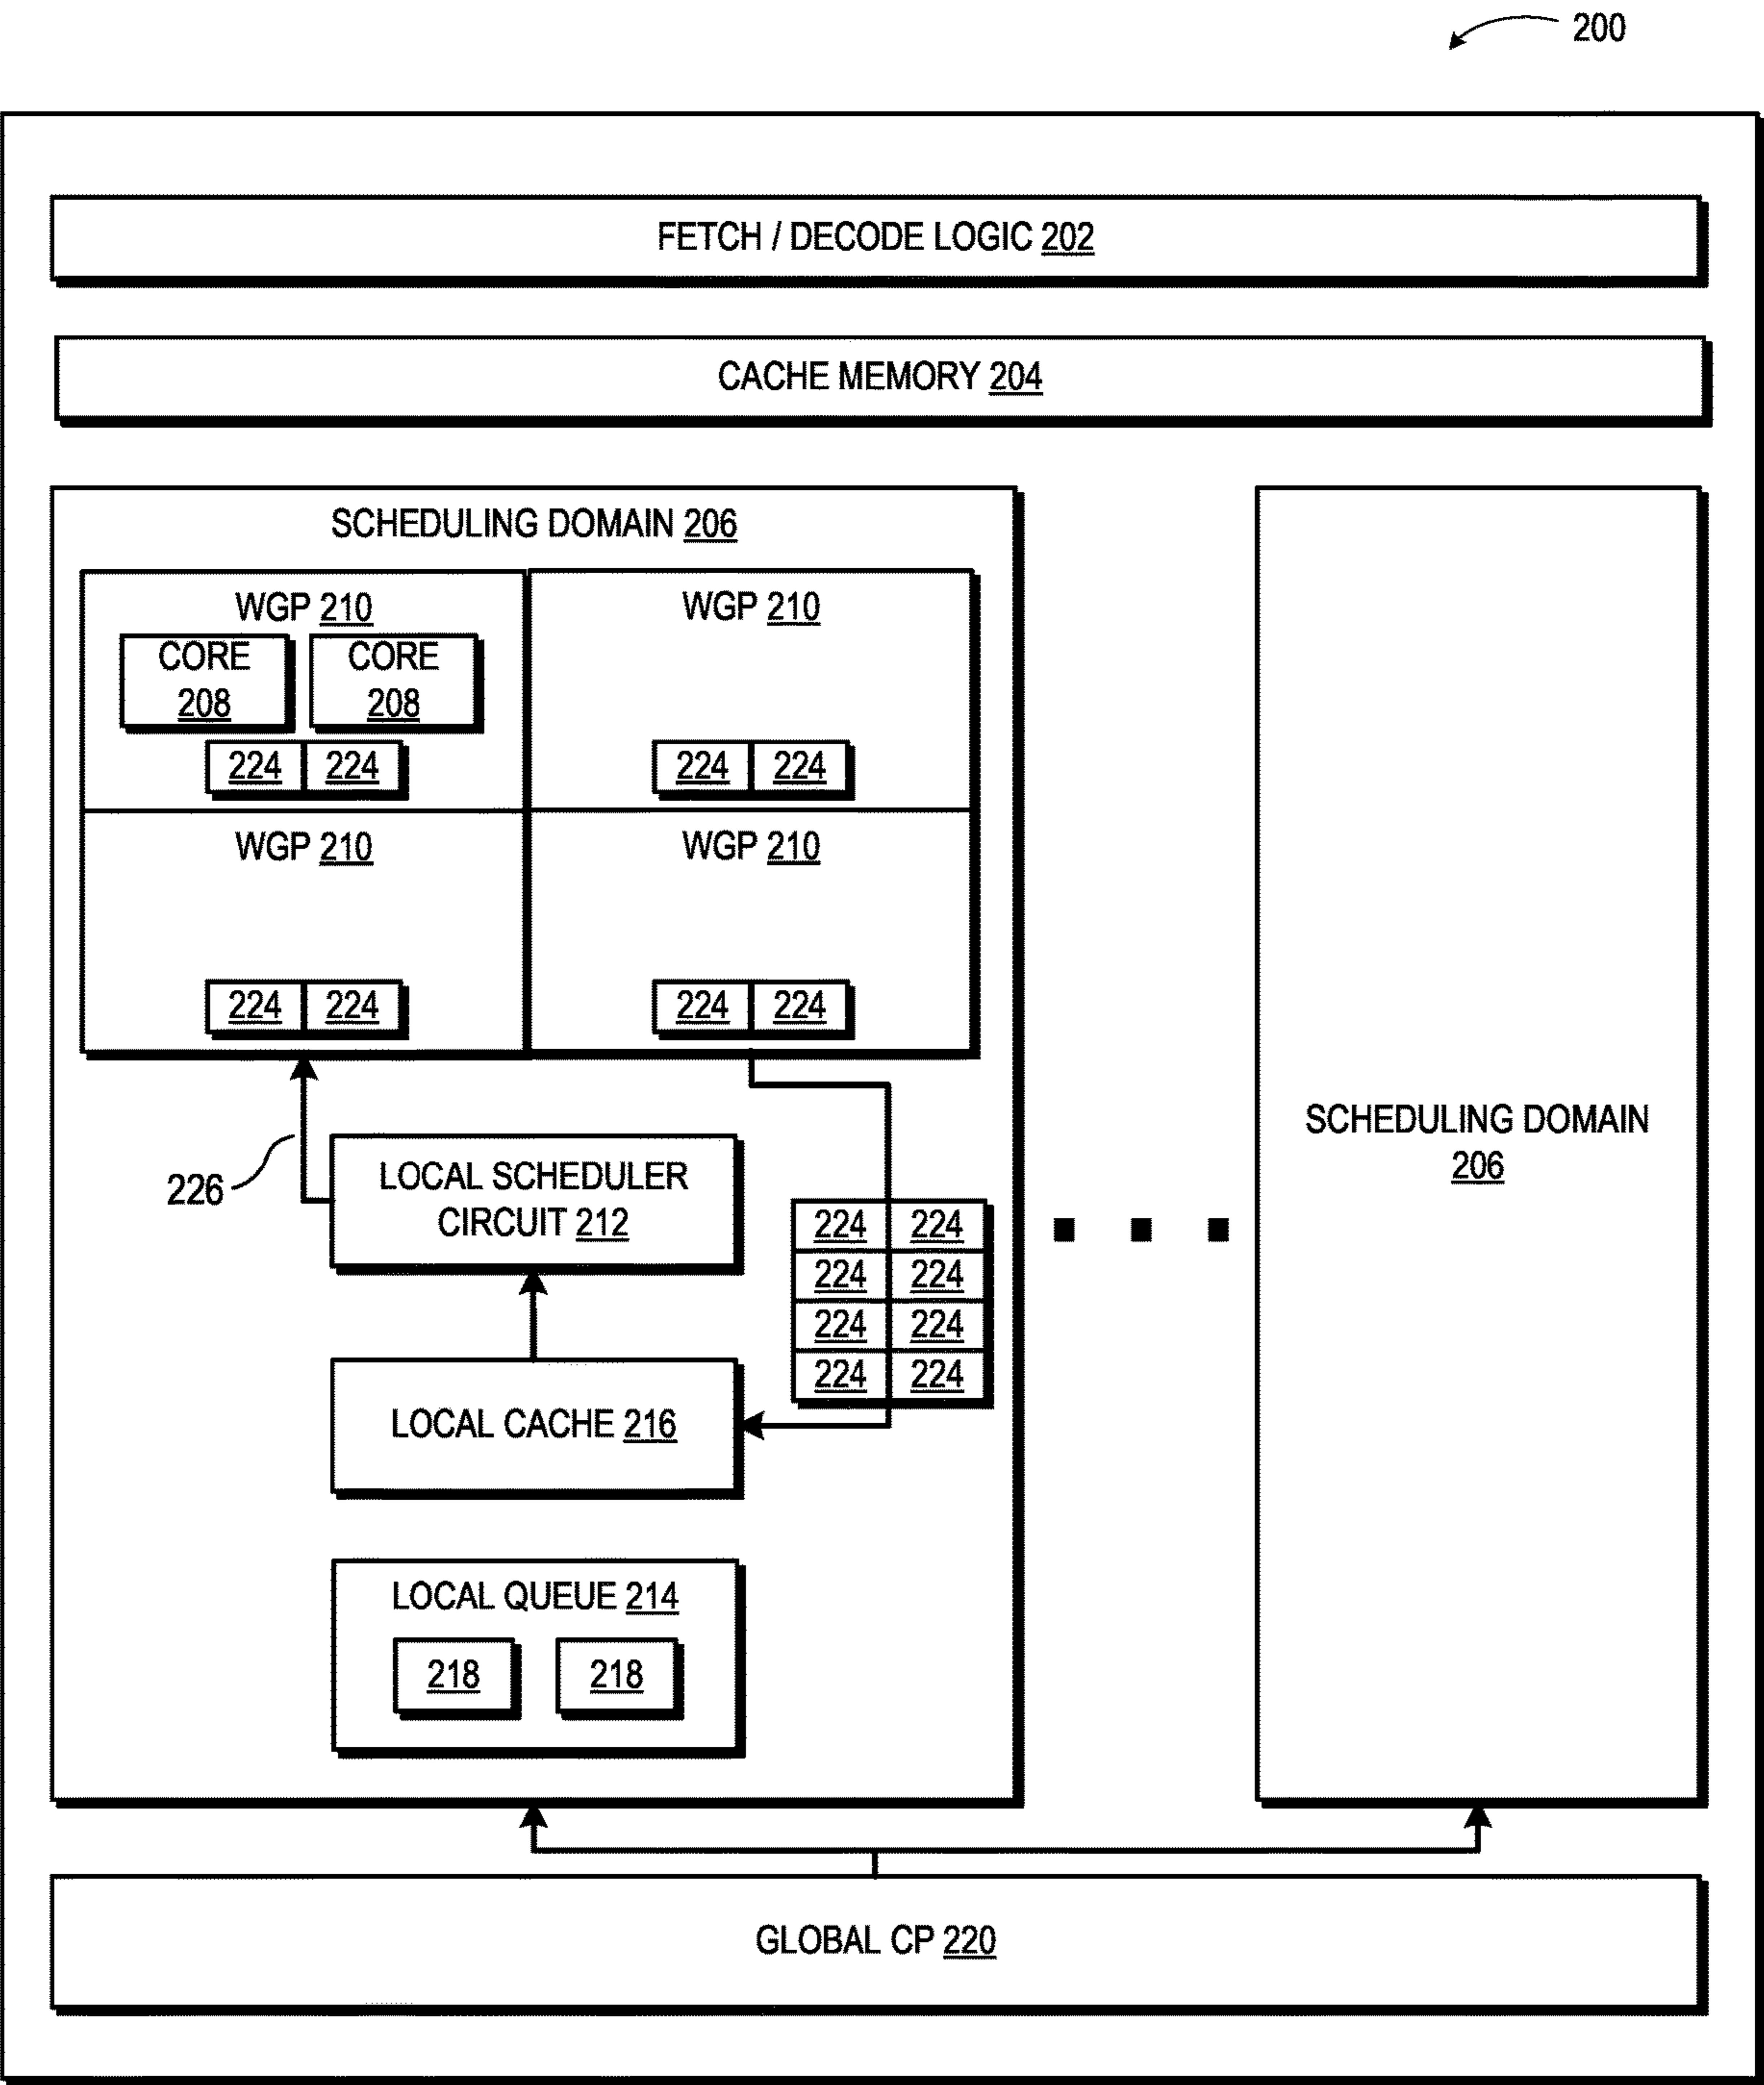 200
FETCH / DECODE LOGIC 202
CACHE MEMORY 204
SCHEDULING DOMAIN 206
WGP 210
CORE
208
CORE
208
224 224
WGP 210
224 224
WGP 210
224 224
WGP 210
224 224
226
LOCAL SCHEDULER
CIRCUIT 212
224 224
224 224
224 224
224 224
LOCAL CACHE 216
LOCAL QUEUE 214
218 218
SCHEDULING DOMAIN
206
GLOBAL CP 220